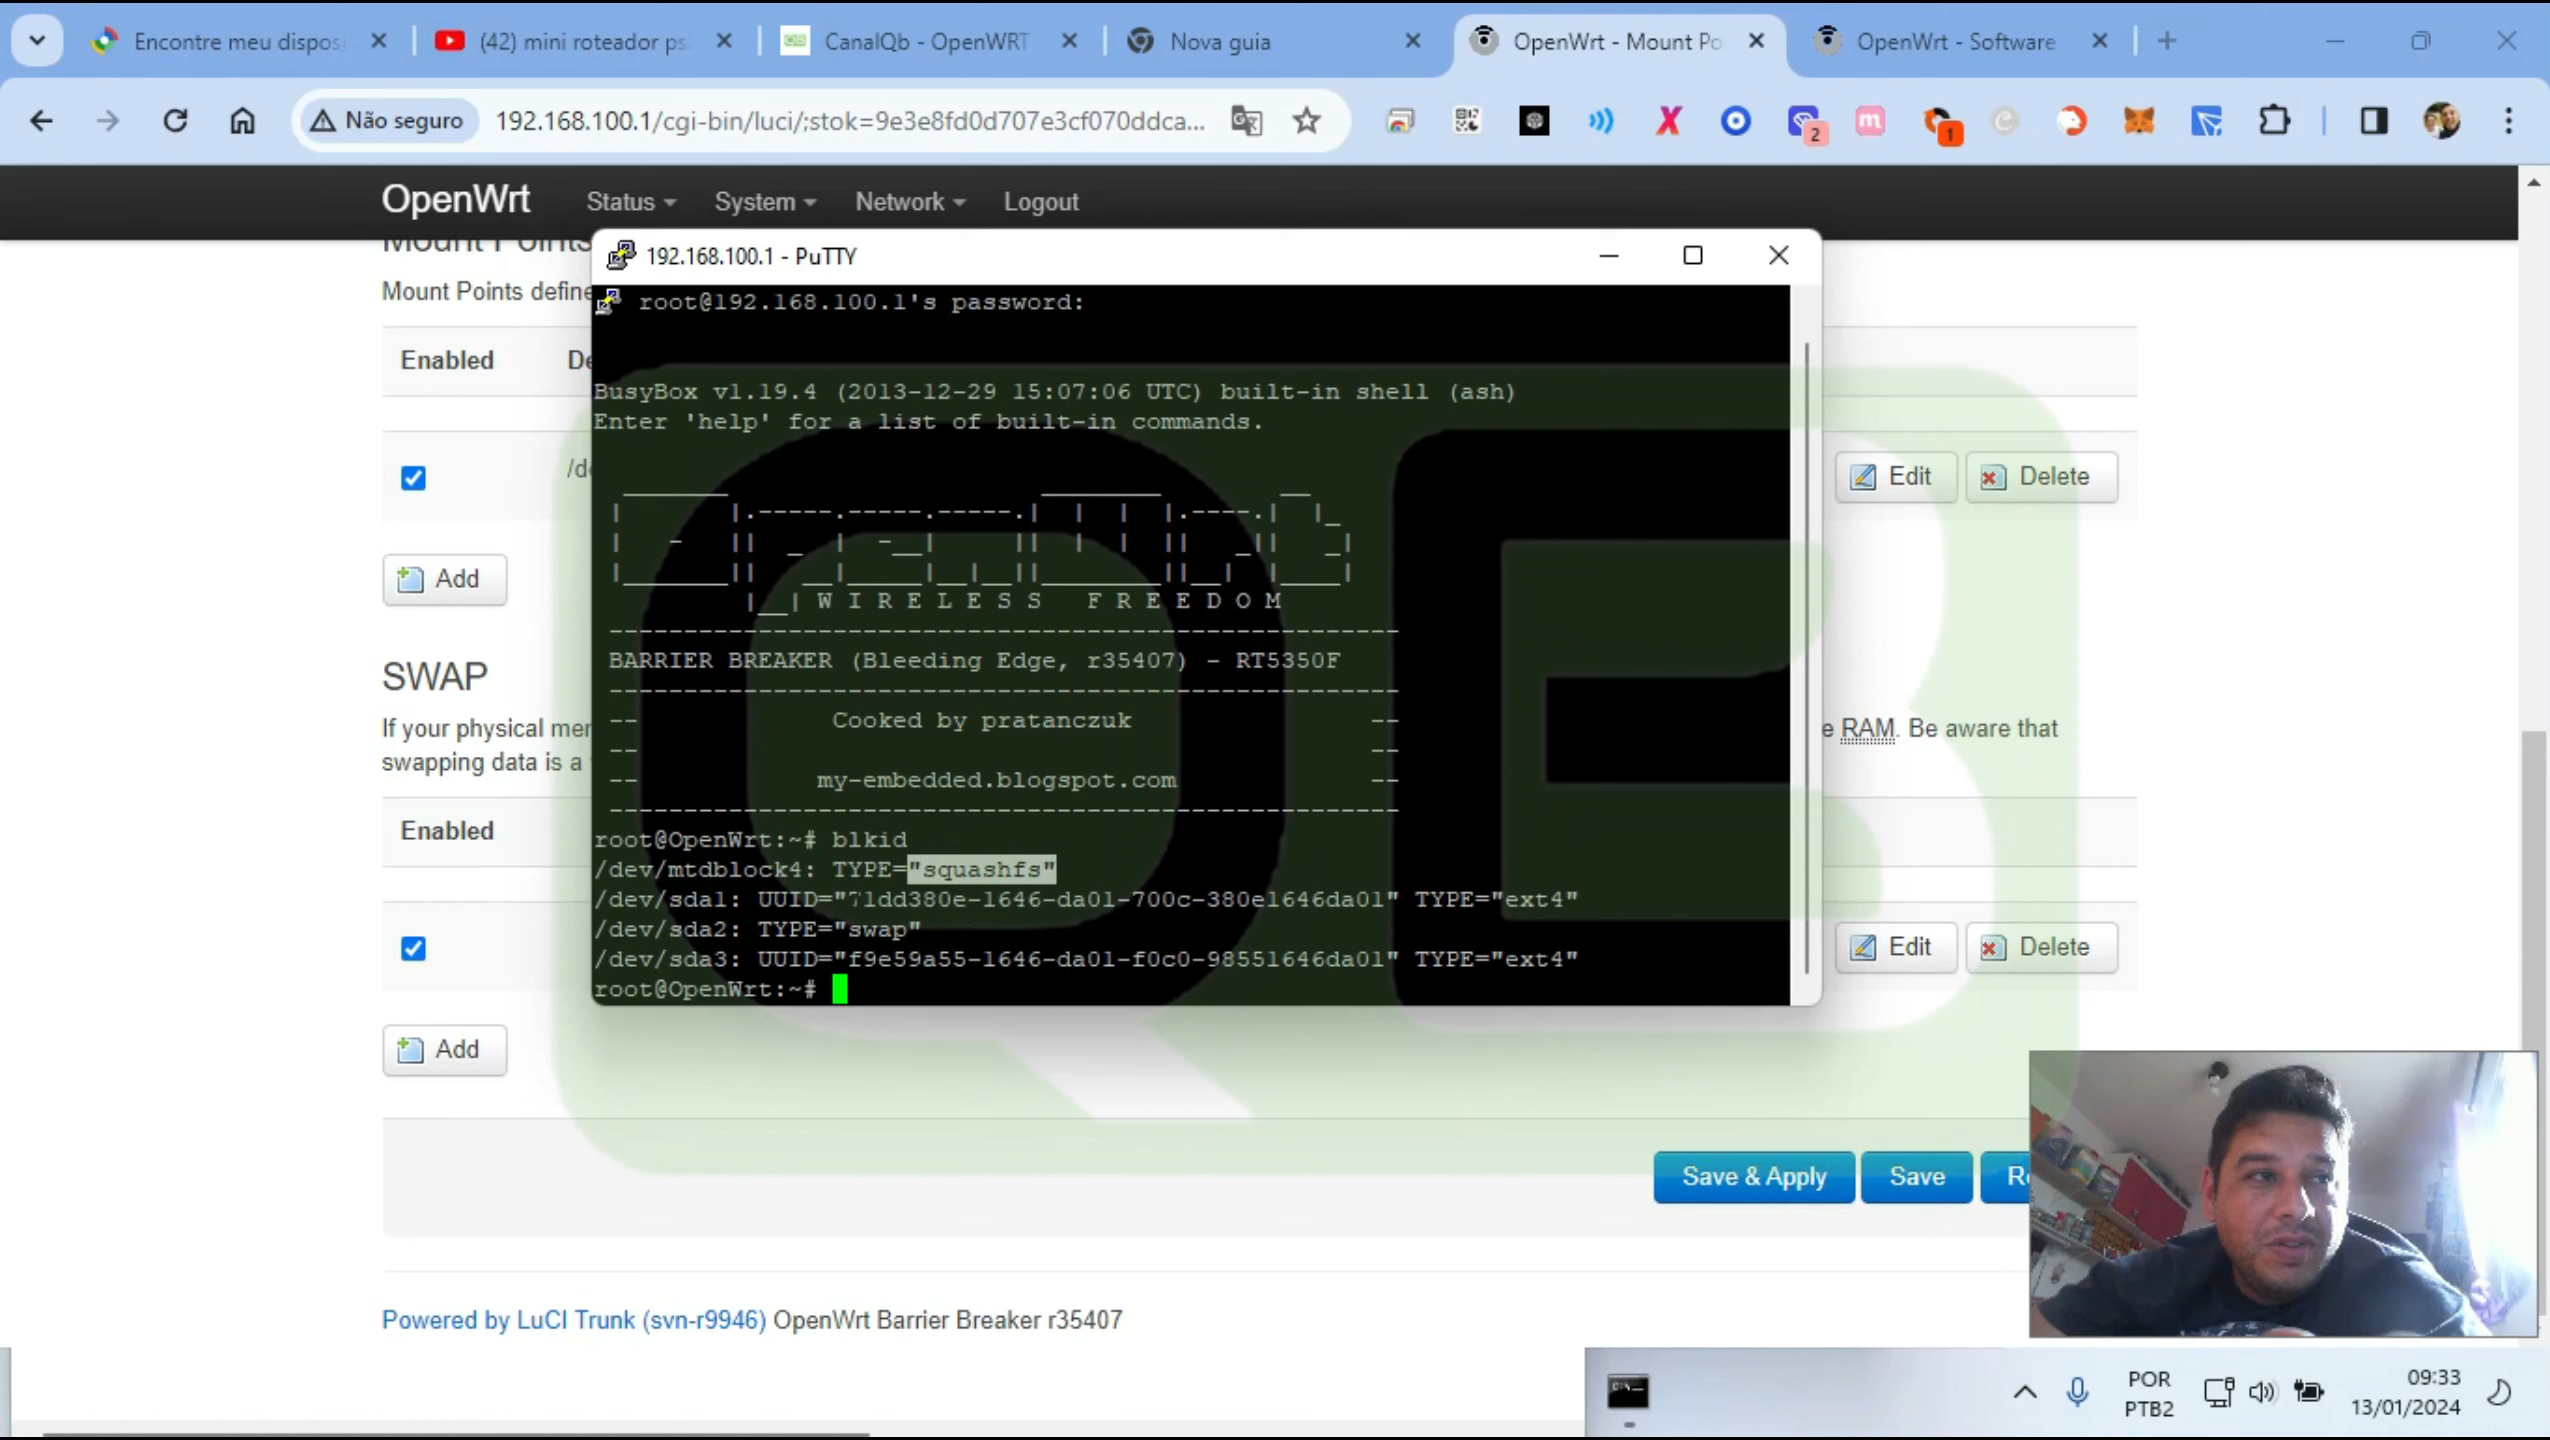 Encontre meu dispos
(42) mini roteador ps
CanalQb - OpenWRT
Nova guia
OpenWrt - Mount Po
OpenWrt - Software
Não seguro
192.168.100.1/cgi-bin/luci/;stok=9e3e8fd0d707e3cf070ddca...
2
1
OpenWrt
Status
System
Network
Logout
Mount Points
Mount Points define
Enabled
De
/de
Edit
Delete
Add
SWAP
If your physical mer
e RAM. Be aware that
swapping data is a
Enabled
Edit
Delete
Add
192.168.100.1 - PuTTY
root@192.168.100.1's password:
BusyBox v1.19.4 (2013-12-29 15:07:06 UTC) built-in shell (ash)
Enter 'help' for a list of built-in commands.
W I R E L E S S   F R E E D O M
BARRIER BREAKER (Bleeding Edge, r35407) - RT5350F
-- Cooked by pratanczuk --
-- --
-- my-embedded.blogspot.com --
root@OpenWrt:~# blkid
/dev/mtdblock4: TYPE="squashfs"
/dev/sda1: UUID="71dd380e-1646-da01-700c-380e1646da01" TYPE="ext4"
/dev/sda2: TYPE="swap"
/dev/sda3: UUID="f9e59a55-1646-da01-f0c0-98551646da01" TYPE="ext4"
root@OpenWrt:~#
Save & Apply
Save
Re
Powered by LuCI Trunk (svn-r9946) OpenWrt Barrier Breaker r35407
POR
PTB2
09:33
13/01/2024